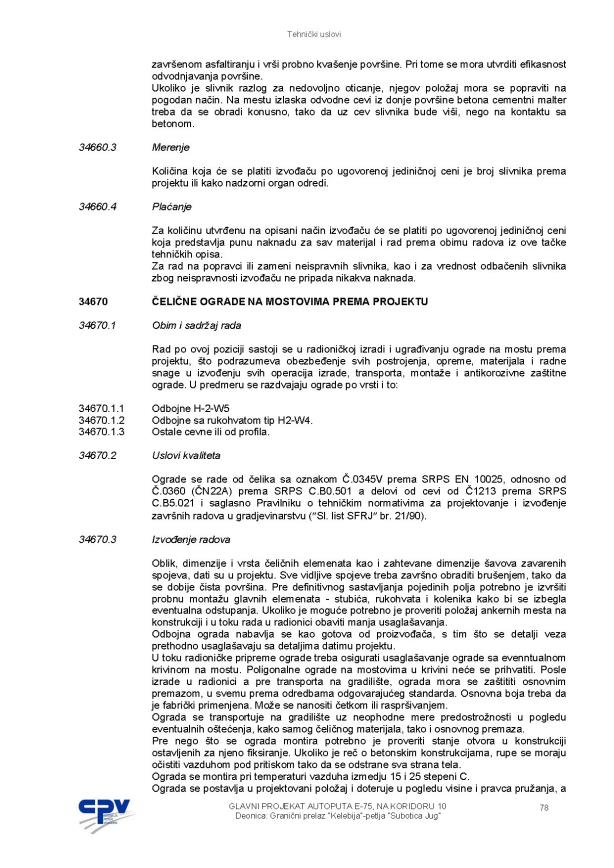 Tehnički uslovi
završenom asfaltiranju i vrši probno kvašenje površine. Pri tome se mora utvrditi efikasnost
odvodnjavanja površine.
Ukoliko je slivnik razlog za nedovoljno oticanje, njegov položaj mora se popraviti na
pogodan način. Na mestu izlaska odvodne cevi iz donje površine betona cementni malter
treba da se obradi konusno, tako da uz cev slivnika bude viši, nego na kontaktu sa
betonom.
34660.3 Merenje
Količina koja će se platiti izvođaču po ugovorenoj jediničnoj ceni je broj slivnika prema
projektu ili kako nadzorni organ odredi.
34660.4 Plaćanje
Za količinu utvrđenu na opisani način izvođaču će se platiti po ugovorenoj jediničnoj ceni
koja predstavlja punu naknadu za sav materijal i rad prema obimu radova iz ove tačke
tehničkih opisa.
Za rad na popravci ili zameni neispravnih slivnika, kao i za vrednost odbačenih slivnika
zbog neispravnosti izvođaču ne pripada nikakva naknada.
34670 ČELIČNE OGRADE NA MOSTOVIMA PREMA PROJEKTU
34670.1 Obim i sadržaj rada
Rad po ovoj poziciji sastoji se u radioničkoj izradi i ugrađivanju ograde na mostu prema
projektu, što podrazumeva obezbeđenje svih postrojenja, opreme, materijala i radne
snage u izvođenju svih operacija izrade, transporta, montaže i antikorozivne zaštitne
ograde. U predmeru se razdvajaju ograde po vrsti i to:
34670.1.1 Odbojne H-2-W5
34670.1.2 Odbojne sa rukohvatom tip H2-W4.
34670.1.3 Ostale cevne ili od profila.
34670.2 Uslovi kvaliteta
Ograde se rade od čelika sa oznakom Č.0345V prema SRPS EN 10025, odnosno od
Č.0360 (ČN22A) prema SRPS C.B0.501 a delovi od cevi od Č1213 prema SRPS
C.B5.021 i saglasno Pravilniku o tehničkim normativima za projektovanje i izvođenje
završnih radova u gradjevinarstvu ("Sl. list SFRJ" br. 21/90).
34670.3 Izvođenje radova
Oblik, dimenzije i vrsta čeličnih elemenata kao i zahtevane dimenzije šavova zavarenih
spojeva, dati su u projektu. Sve vidljive spojeve treba završno obraditi brušenjem, tako da
se dobije čista površina. Pre definitivnog sastavljanja pojedinih polja potrebno je izvršiti
probnu montažu glavnih elemenata - stubića, rukohvata i kolenika kako bi se izbegla
eventualna odstupanja. Ukoliko je moguće potrebno je proveriti položaj ankernih mesta na
konstrukciji i u toku rada u radionici obaviti manja usaglašavanja.
Odbojna ograda nabavlja se kao gotova od proizvođača, s tim što se detalji veza
prethodno usaglašavaju sa detaljima datimu projektu.
U toku radioničke pripreme ograde treba osigurati usaglašavanje ograde sa evenntualnom
krivinom na mostu. Poligonalne ograde na mostovima u krivini neće se prihvatiti. Posle
izrade u radionici a pre transporta na gradilište, ograda mora se zaštititi osnovnim
premazom, u svemu prema odredbama odgovarajućeg standarda. Osnovna boja treba da
je fabrički primenjena. Može se nanositi četkom ili raspršivanjem.
Ograda se transportuje na gradilište uz neophodne mere predostrožnosti u pogledu
eventualnih oštećenja, kako samog čeličnog materijala, tako i osnovnog premaza.
Pre nego što se ograda montira potrebno je proveriti stanje otvora u konstrukciji
ostavljenih za njeno fiksiranje. Ukoliko je reč o betonskim konstrukcijama, rupe se moraju
očistiti vazduhom pod pritiskom tako da se odstrane sva strana tela.
Ograda se montira pri temperaturi vazduha izmedju 15 i 25 stepeni C.
Ograda se postavlja u projektovani položaj i doteruje u pogledu visine i pravca pružanja, a
CPV
GLAVNI PROJEKAT AUTOPUTA E-75, NA KORIDORU 10 78
Deonica: Granični prelaz "Kelebija"-petlja "Subotica Jug"